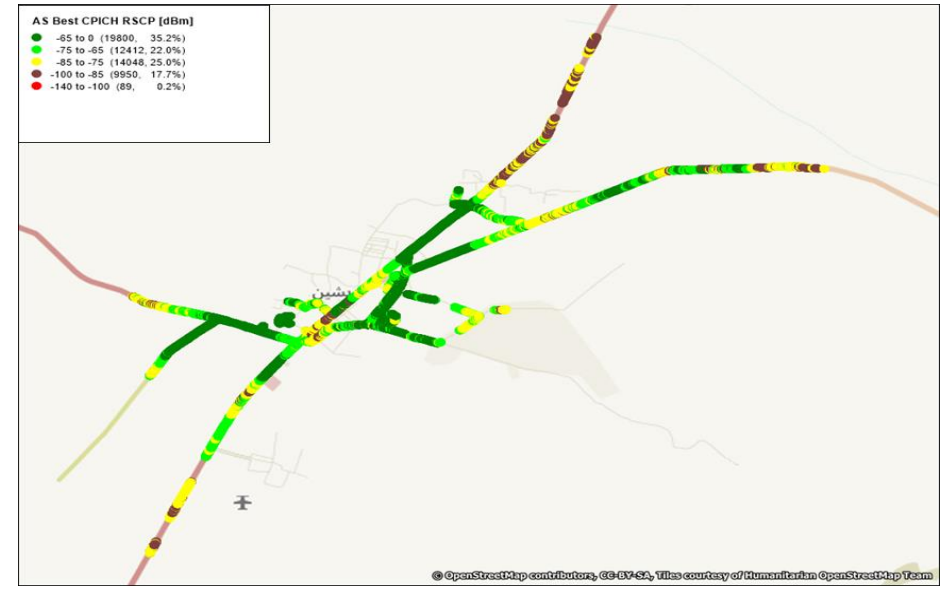 AS Best CPICH RSCP [dBm]
-65 to 0 (19800, 35.2%)
-75 to -65 (12412, 22.0%)
-85 to -75 (14048, 25.0%)
-100 to -85 (9950, 17.7%)
-140 to -100 (89, 0.2%)
© OpenStreetMap contributors, CC-BY-SA, Tiles courtesy of Humanitarian OpenStreetMap Team